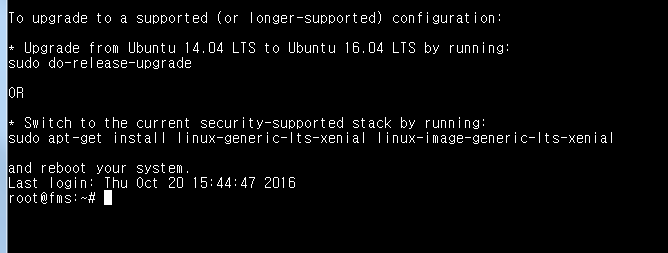 To upgrade to a supported (or longer-supported) configuration:
* Upgrade from Ubuntu 14.04 LTS to Ubuntu 16.04 LTS by running:
sudo do-release-upgrade
OR
* Switch to the current security-supported stack by running:
sudo apt-get install linux-generic-lts-xenial linux-image-generic-lts-xenial
and reboot your system.
Last login: Thu Oct 20 15:44:47 2016
root@fms:~#